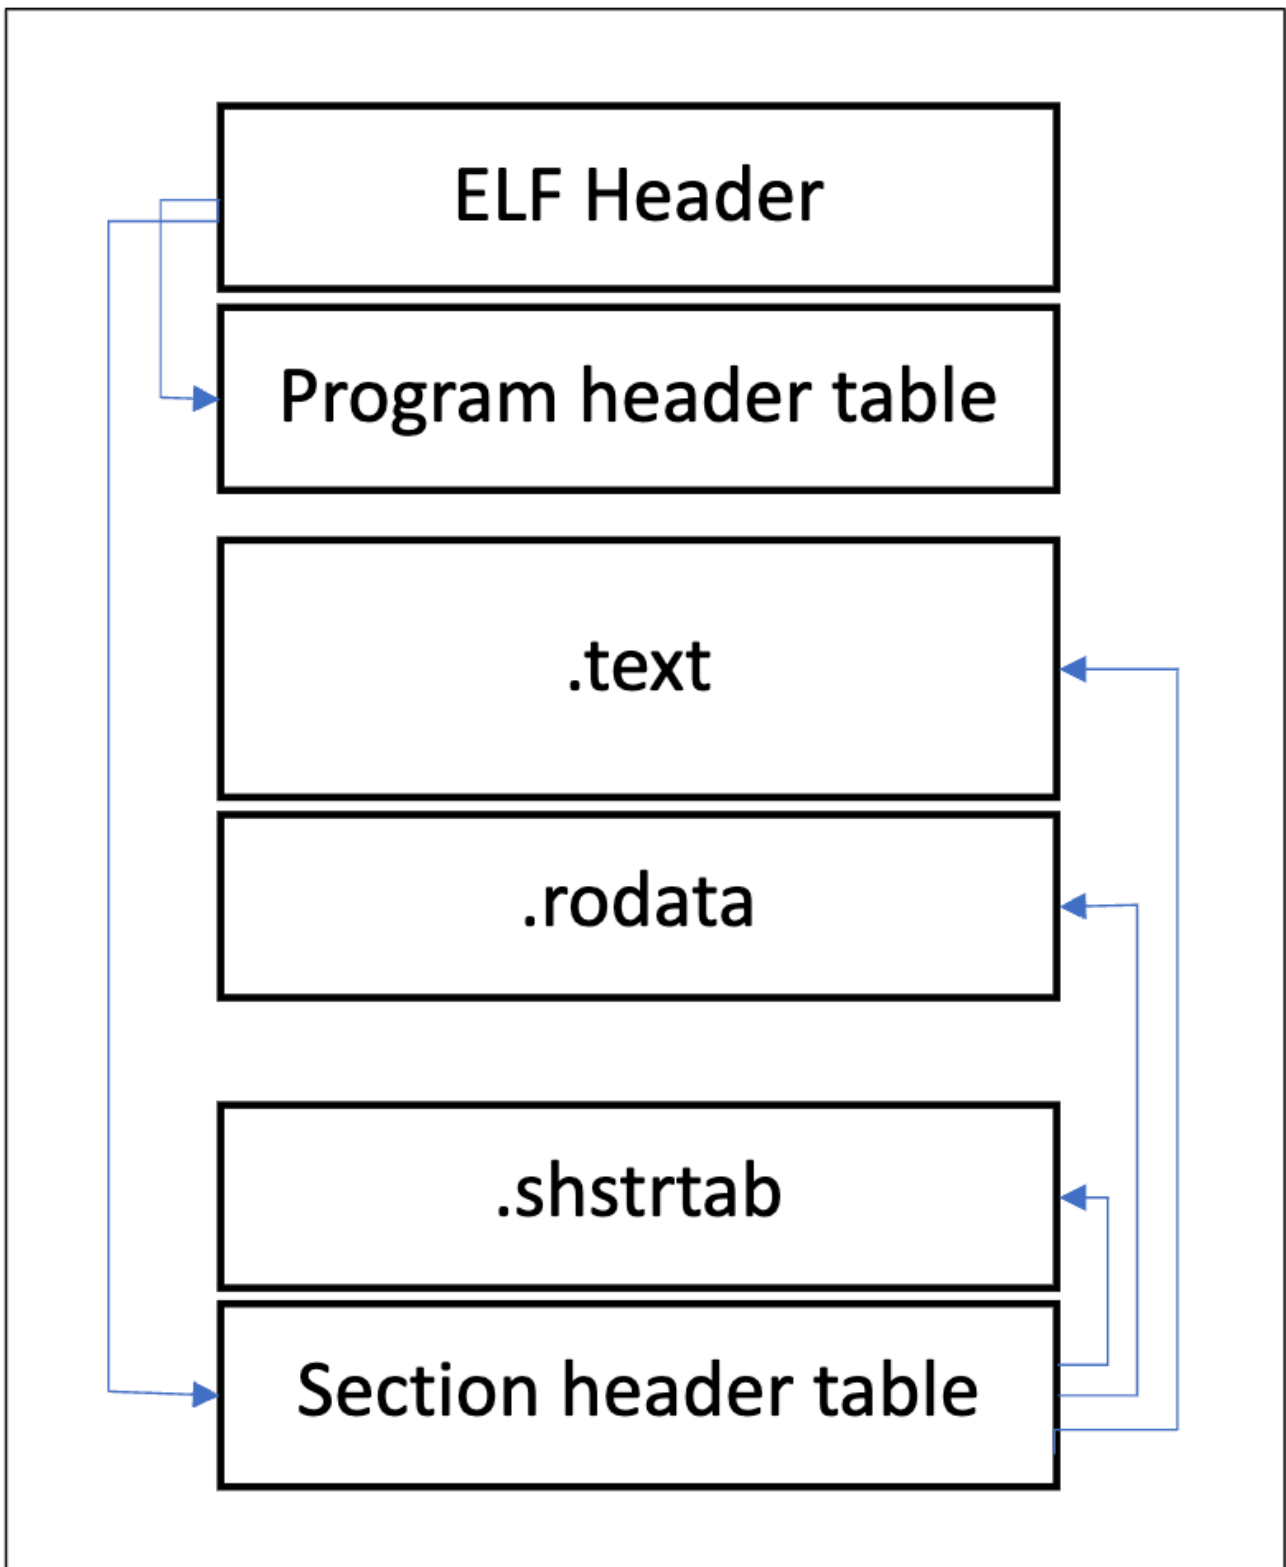 ELF Header
Program header table
.text
.rodata
.shstrtab
Section header table